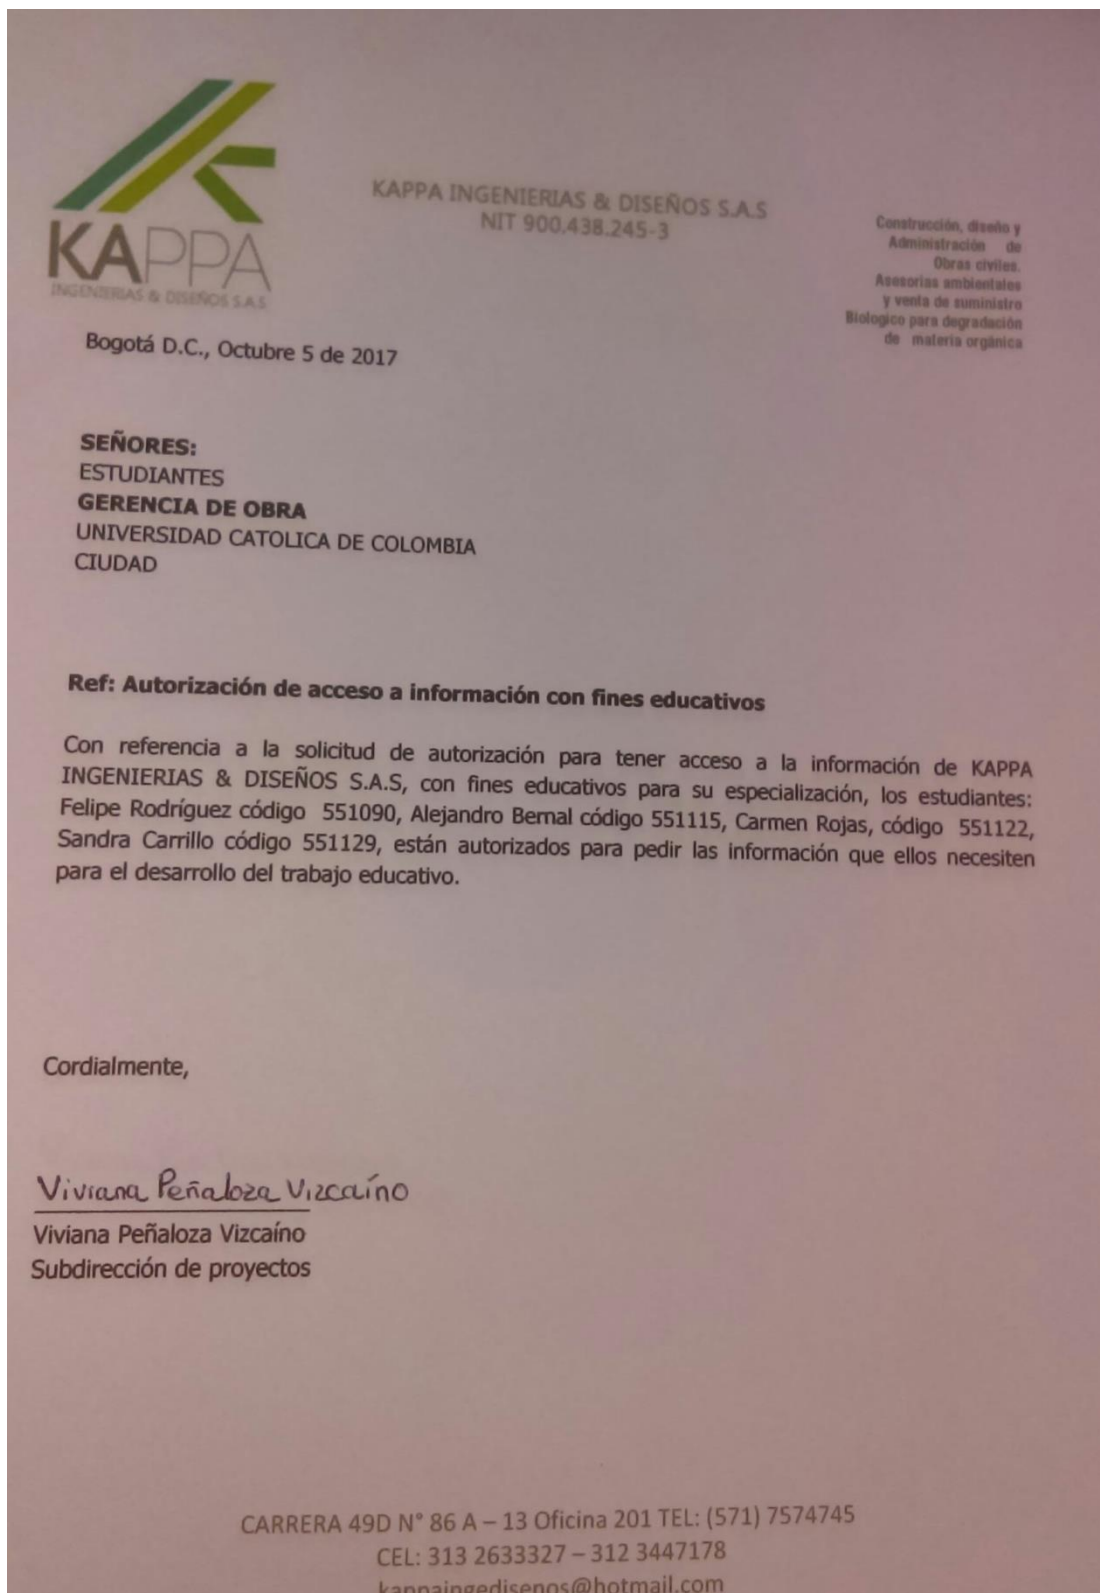 KAPPA
INGENIERIAS & DISEÑOS S.A.S
KAPPA INGENIERIAS & DISEÑOS S.A.S
NIT 900.438.245-3
Construcción, diseño y
Administración de
Obras civiles.
Asesorias ambientales
y venta de suministro
Biologico para degradación
de materia orgánica
Bogotá D.C., Octubre 5 de 2017
SEÑORES:
ESTUDIANTES
GERENCIA DE OBRA
UNIVERSIDAD CATOLICA DE COLOMBIA
CIUDAD
Ref: Autorización de acceso a información con fines educativos
Con referencia a la solicitud de autorización para tener acceso a la información de KAPPA
INGENIERIAS & DISEÑOS S.A.S, con fines educativos para su especialización, los estudiantes:
Felipe Rodríguez código 551090, Alejandro Bernal código 551115, Carmen Rojas, código 551122,
Sandra Carrillo código 551129, están autorizados para pedir las información que ellos necesiten
para el desarrollo del trabajo educativo.
Cordialmente,
Viviana Peñaloza Vizcaíno
Viviana Peñaloza Vizcaíno
Subdirección de proyectos
CARRERA 49D N° 86 A – 13 Oficina 201 TEL: (571) 7574745
CEL: 313 2633327 – 312 3447178
kappaingedisenos@hotmail.com